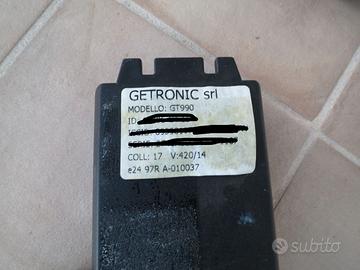 GETRONIC srl
MODELLO: GT990
ID:
COLL: 17 V:420/14
e24 97R A-010037
subito